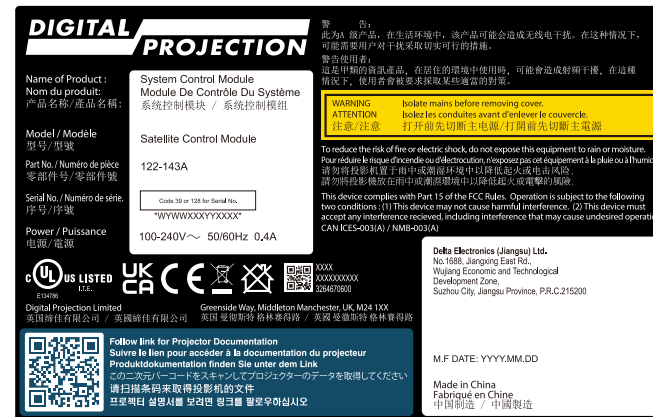 DIGITAL
PROJECTION
Name of Product :
Nom du produit:
产品名称/產品名稱:
System Control Module
Module De Contrôle Du Système
系统控制模块 / 系統控制模組
Model / Modèle
型号/型號
Satellite Control Module
Part No. / Numéro de pièce
零部件号/零部件號
122-143A
Serial No. / Numéro de série.
序号/序號
Code 39 or 128 for Serial No.
*WYWWXXXYYXXXX*
Power / Puissance
电源/電源
100-240V～ 50/60Hz 0.4A
c UL US LISTED
I.T.E.
E134786
UK
CA
CE
XXXX
XXXXXXXXXX
3264670600
Digital Projection Limited
英国缔佳有限公司 / 英國締佳有限公司
Greenside Way, Middleton Manchester, UK, M24 1XX
英国 曼彻斯特 格林赛得路 / 英國 曼徹斯特 格林賽得路
Follow link for Projector Documentation
Suivre le lien pour accéder à la documentation du projecteur
Produktdokumentation finden Sie unter dem Link
この二次元バーコードをスキャンしてプロジェクターのデータを取得してください
请扫描条码来取得投影机的文件
프로젝터 설명서를 보려면 링크를 팔로우하십시오
警 告:
此为A 级产品，在生活环境中，该产品可能会造成无线电干扰。在这种情况下，
可能需要用户对干扰采取切实可行的措施。
警告使用者:
這是甲類的資訊產品，在居住的環境中使用時，可能會造成射頻干擾，在這種
情況下，使用者會被要求採取某些適當的對策。
WARNING Isolate mains before removing cover.
ATTENTION Isolez les conduites avant d'enlever le couvercle.
注意/注意 打开前先切断主电源/打開前先切斷主電源
To reduce the risk of fire or electric shock, do not expose this equipment to rain or moisture.
Pour réduire le risque d'incendie ou d'électrocution, n'exposez pas cet équipement à la pluie ou à l'humic
请勿将投影机置于雨中或潮湿环境中以降低起火或电击风险.
請勿將投影機放在雨中或潮濕環境中以降低起火或電擊的風險.
This device complies with Part 15 of the FCC Rules. Operation is subject to the following
two conditions : (1) This device may not cause harmful interference. (2) This device must
accept any interference recieved, including interference that may cause undesired operatic
CAN ICES-003(A) / NMB-003(A)
Delta Electronics (Jiangsu) Ltd.
No.1688, Jiangxing East Rd.,
Wujiang Economic and Technological
Development Zone,
Suzhou City, Jiangsu Province, P.R.C.215200
M.F DATE: YYYY.MM.DD
Made in China
Fabriqué en Chine
中国制造 / 中國製造